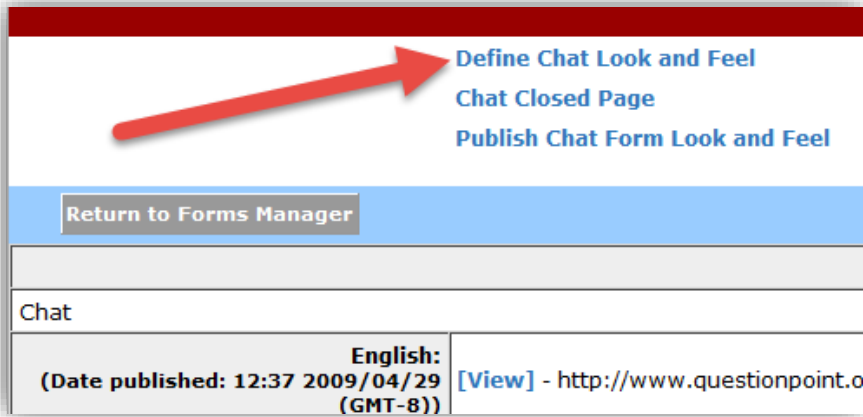 Define Chat Look and Feel
Chat Closed Page
Publish Chat Form Look and Feel
Return to Forms Manager
Chat
English:
(Date published: 12:37 2009/04/29
(GMT-8))
[View] - http://www.questionpoint.o